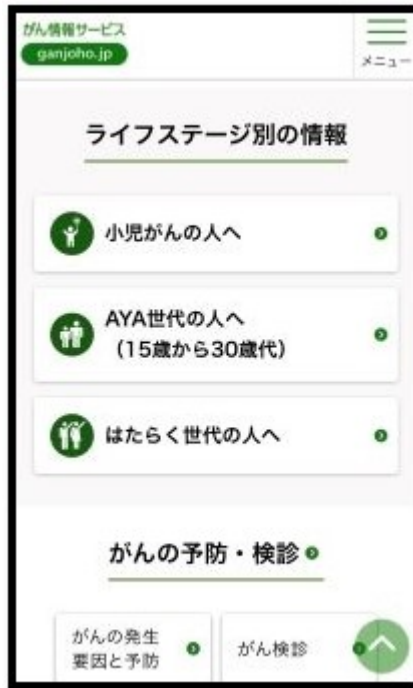 がん情報サービス
ganjoho.jp
メニュー
ライフステージ別の情報
小児がんの人へ
AYA世代の人へ
（15歳から30歳代）
はたらく世代の人へ
がんの予防・検診
がんの発生
要因と予防
がん検診